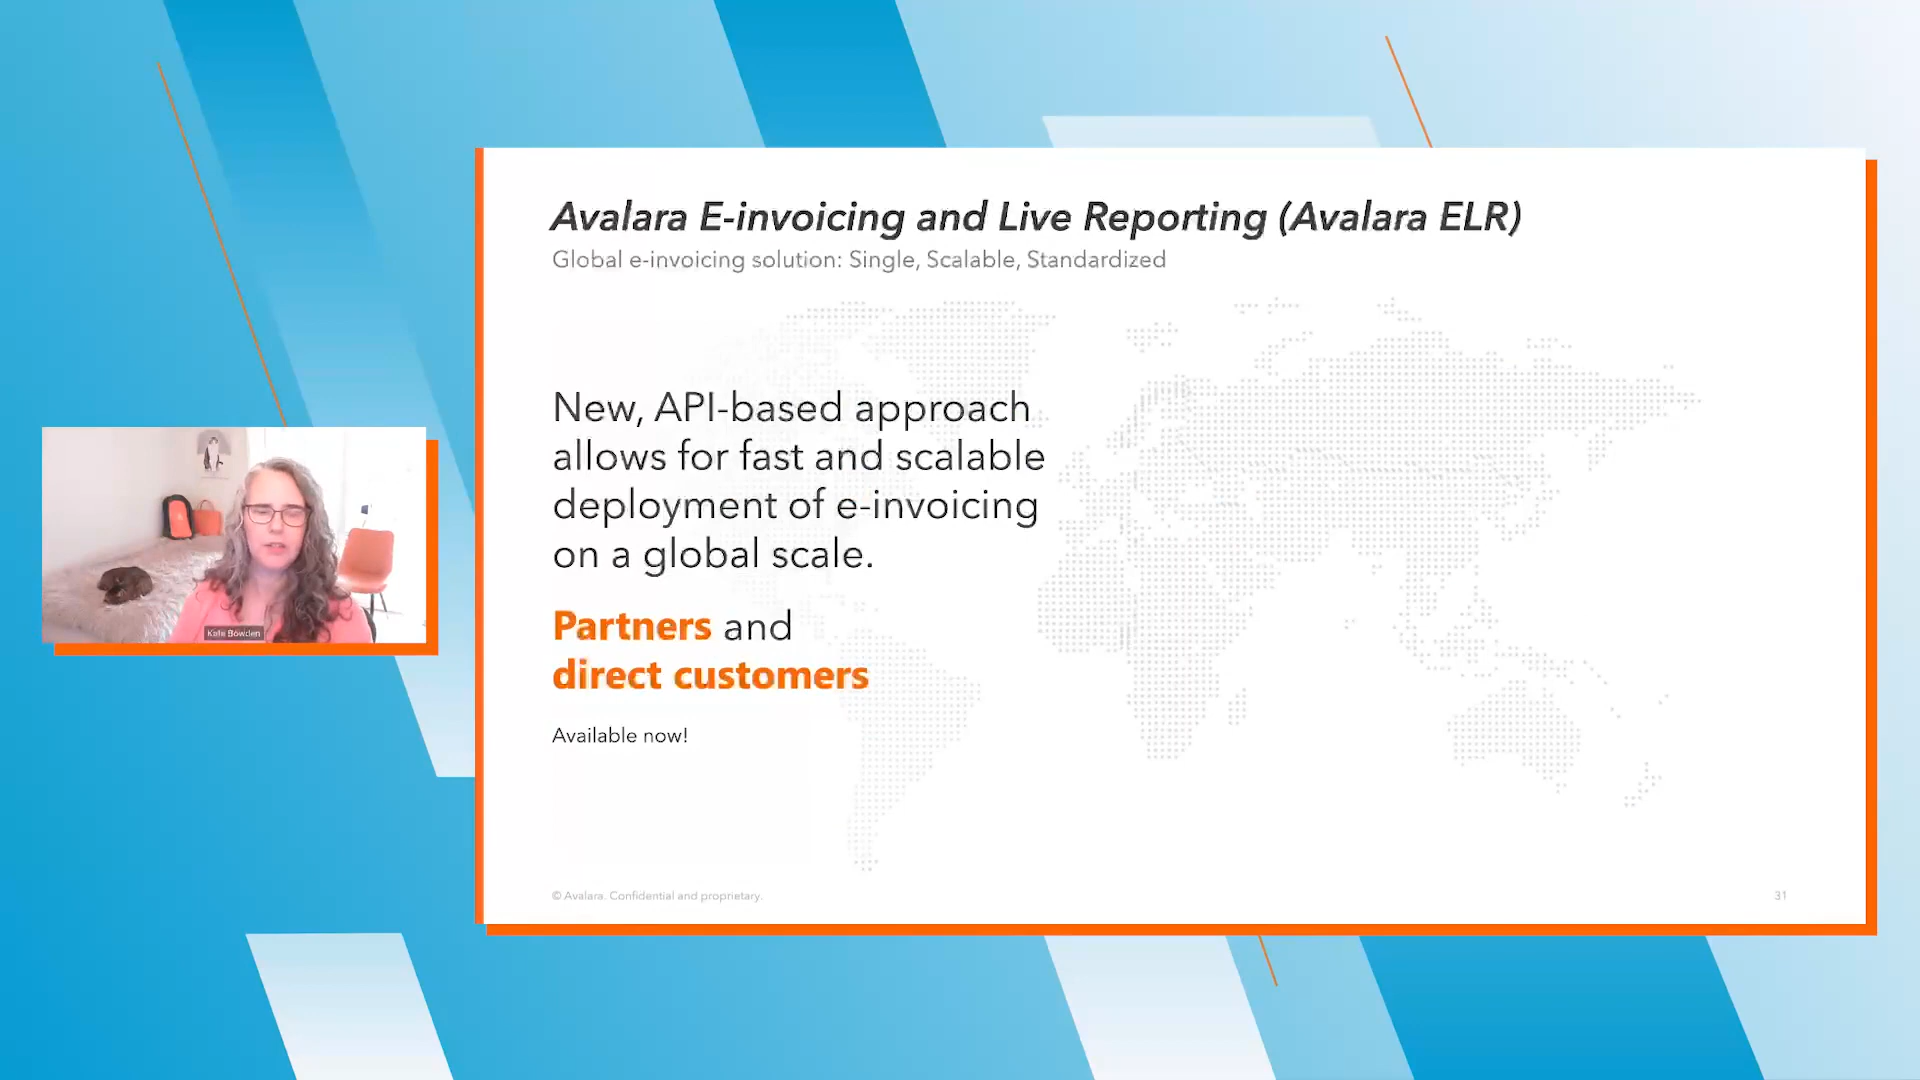 Avalara E-invoicing and Live Reporting (Avalara ELR)
Global e-invoicing solution: Single, Scalable, Standardized
New, API-based approach
allows for fast and scalable
deployment of e-invoicing
on a global scale.
Partners and
direct customers
Available now!
© Avalara. Confidential and proprietary.
31
Kate Bowden